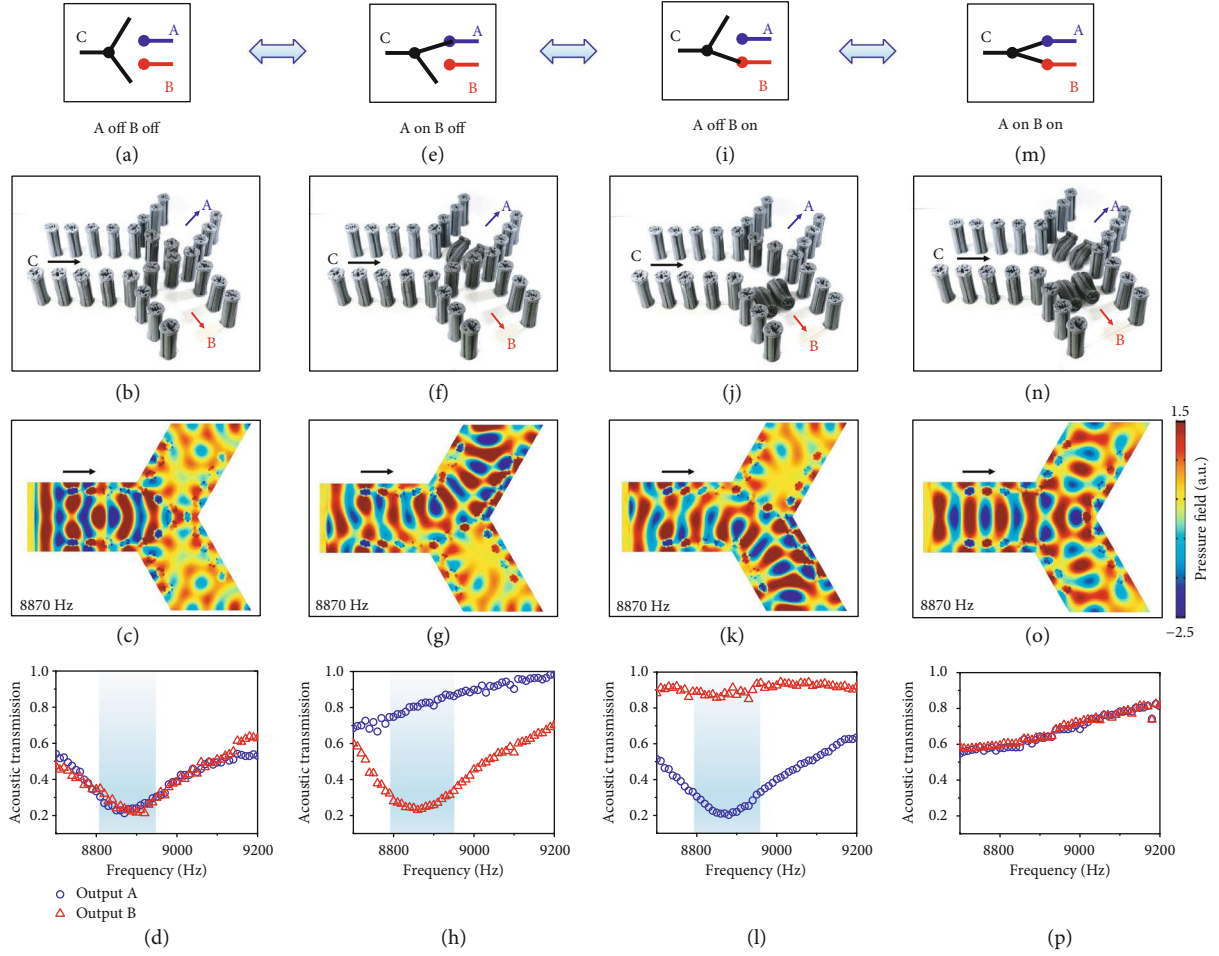 C A B
C A B
C A B
C A B
A off B off
A on B off
A off B on
A on B on
(a)
(e)
(i)
(m)
C A B
C A B
C A B
C A B
(b)
(f)
(j)
(n)
8870 Hz
8870 Hz
8870 Hz
8870 Hz
1.5
Pressure field (a.u.)
−2.5
(c)
(g)
(k)
(o)
Acoustic transmission
1.0
0.8
0.6
0.4
0.2
8800 9000 9200
Frequency (Hz)
Output A
Output B
(d)
Acoustic transmission
1.0
0.8
0.6
0.4
0.2
8800 9000 9200
Frequency (Hz)
(h)
Acoustic transmission
1.0
0.8
0.6
0.4
0.2
8800 9000 9200
Frequency (Hz)
(l)
Acoustic transmission
1.0
0.8
0.6
0.4
0.2
8800 9000 9200
Frequency (Hz)
(p)